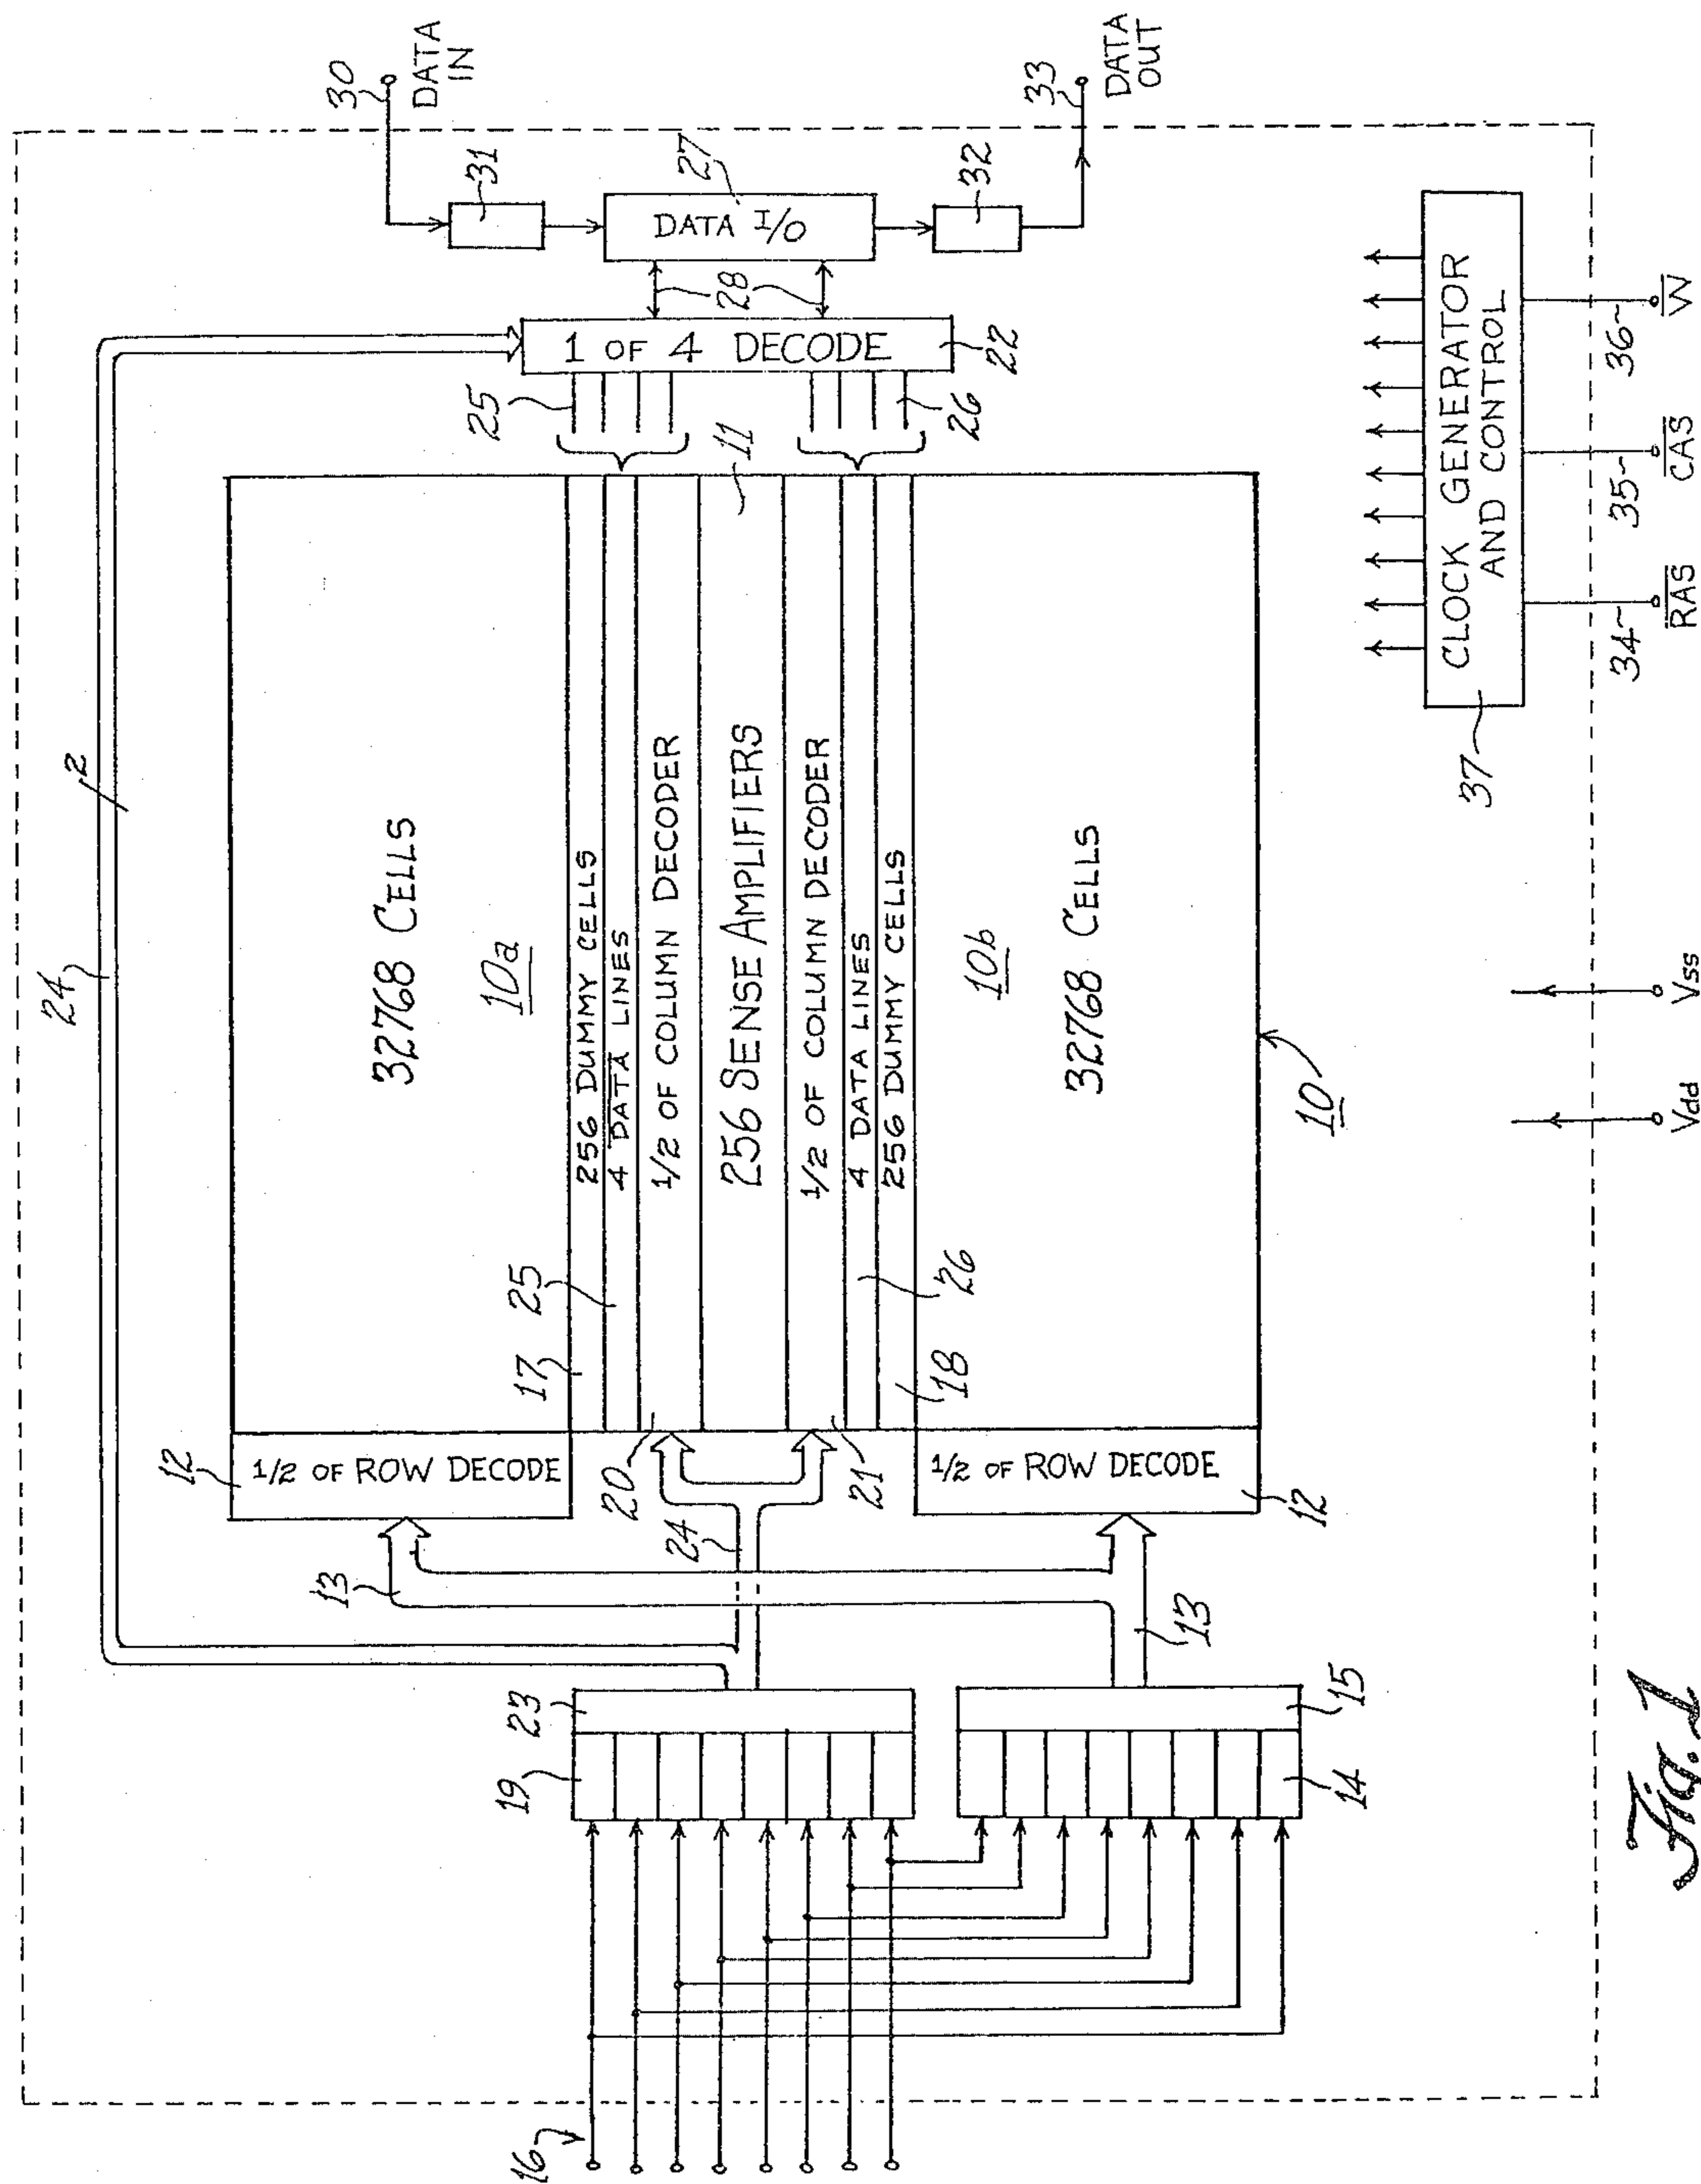 24
2
30
DATA
IN
31
27
DATA I/O
32
33
DATA
OUT
28
1 OF 4 DECODE
22
25
26
11
32768 CELLS
10a
256 DUMMY CELLS
4 D̅A̅T̅A̅ LINES
1/2 OF COLUMN DECODER
256 SENSE AMPLIFIERS
1/2 OF COLUMN DECODER
4 DATA LINES
256 DUMMY CELLS
10b
32768 CELLS
17
25
26
18
10
12
1/2 OF ROW DECODE
20
21
24
1/2 OF ROW DECODE
12
13
13
23
19
15
14
16
CLOCK GENERATOR
AND CONTROL
37
34
R̅A̅S̅
35
C̅A̅S̅
36
W̅
Vdd
Vss
Fig. 1